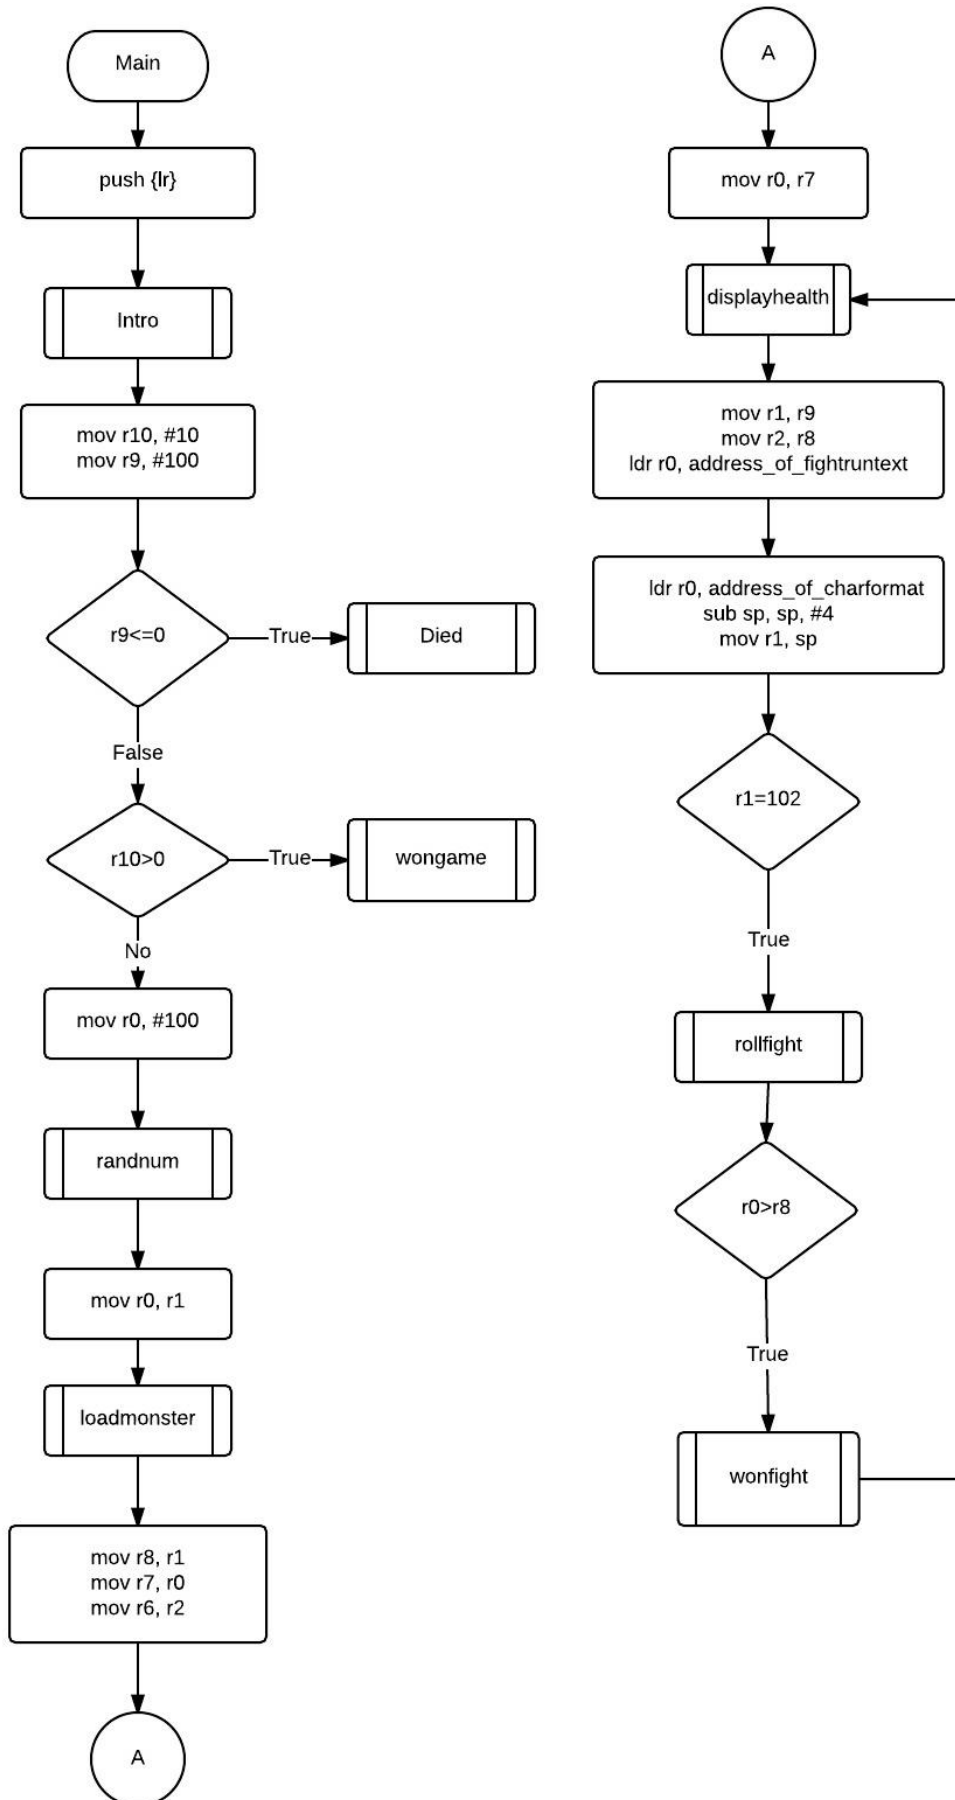 Main
push {lr}
Intro
mov r10, #10
mov r9, #100
r9<=0
True
Died
False
r10>0
True
wongame
No
mov r0, #100
randnum
mov r0, r1
loadmonster
mov r8, r1
mov r7, r0
mov r6, r2
A
A
mov r0, r7
displayhealth
mov r1, r9
mov r2, r8
ldr r0, address_of_fightruntext
ldr r0, address_of_charformat
sub sp, sp, #4
mov r1, sp
r1=102
True
rollfight
r0>r8
True
wonfight